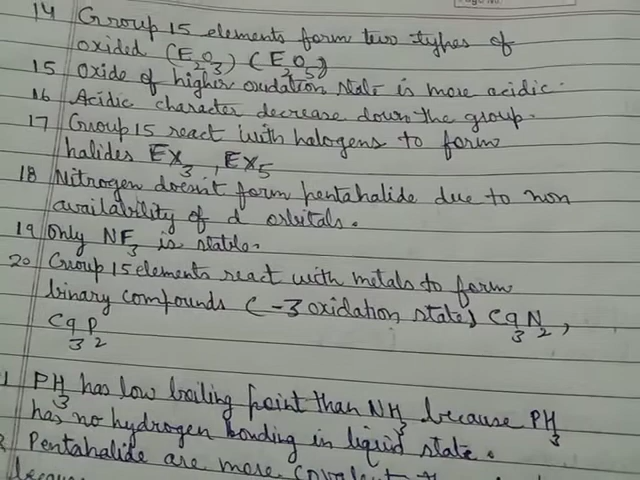 14 Group 15 elements form two types of
oxided (E2O3) (E2O5)
15 Oxide of higher oxidation state is more acidic.
16 Acidic character decrease down the group.
17 Group 15 react with halogens to form
halides EX3, EX5
18 Nitrogen doesn't form pentahalide due to non
availability of d orbitals.
19 only NF3 is stable.
20 Group 15 elements react with metals to form
binary compounds (-3 oxidation state) Ca3N2,
Ca3P2
1 PH3 has low boiling point than NH3 because PH3
has no hydrogen bonding in liquid state.
2 Pentahalide are more covalent
because